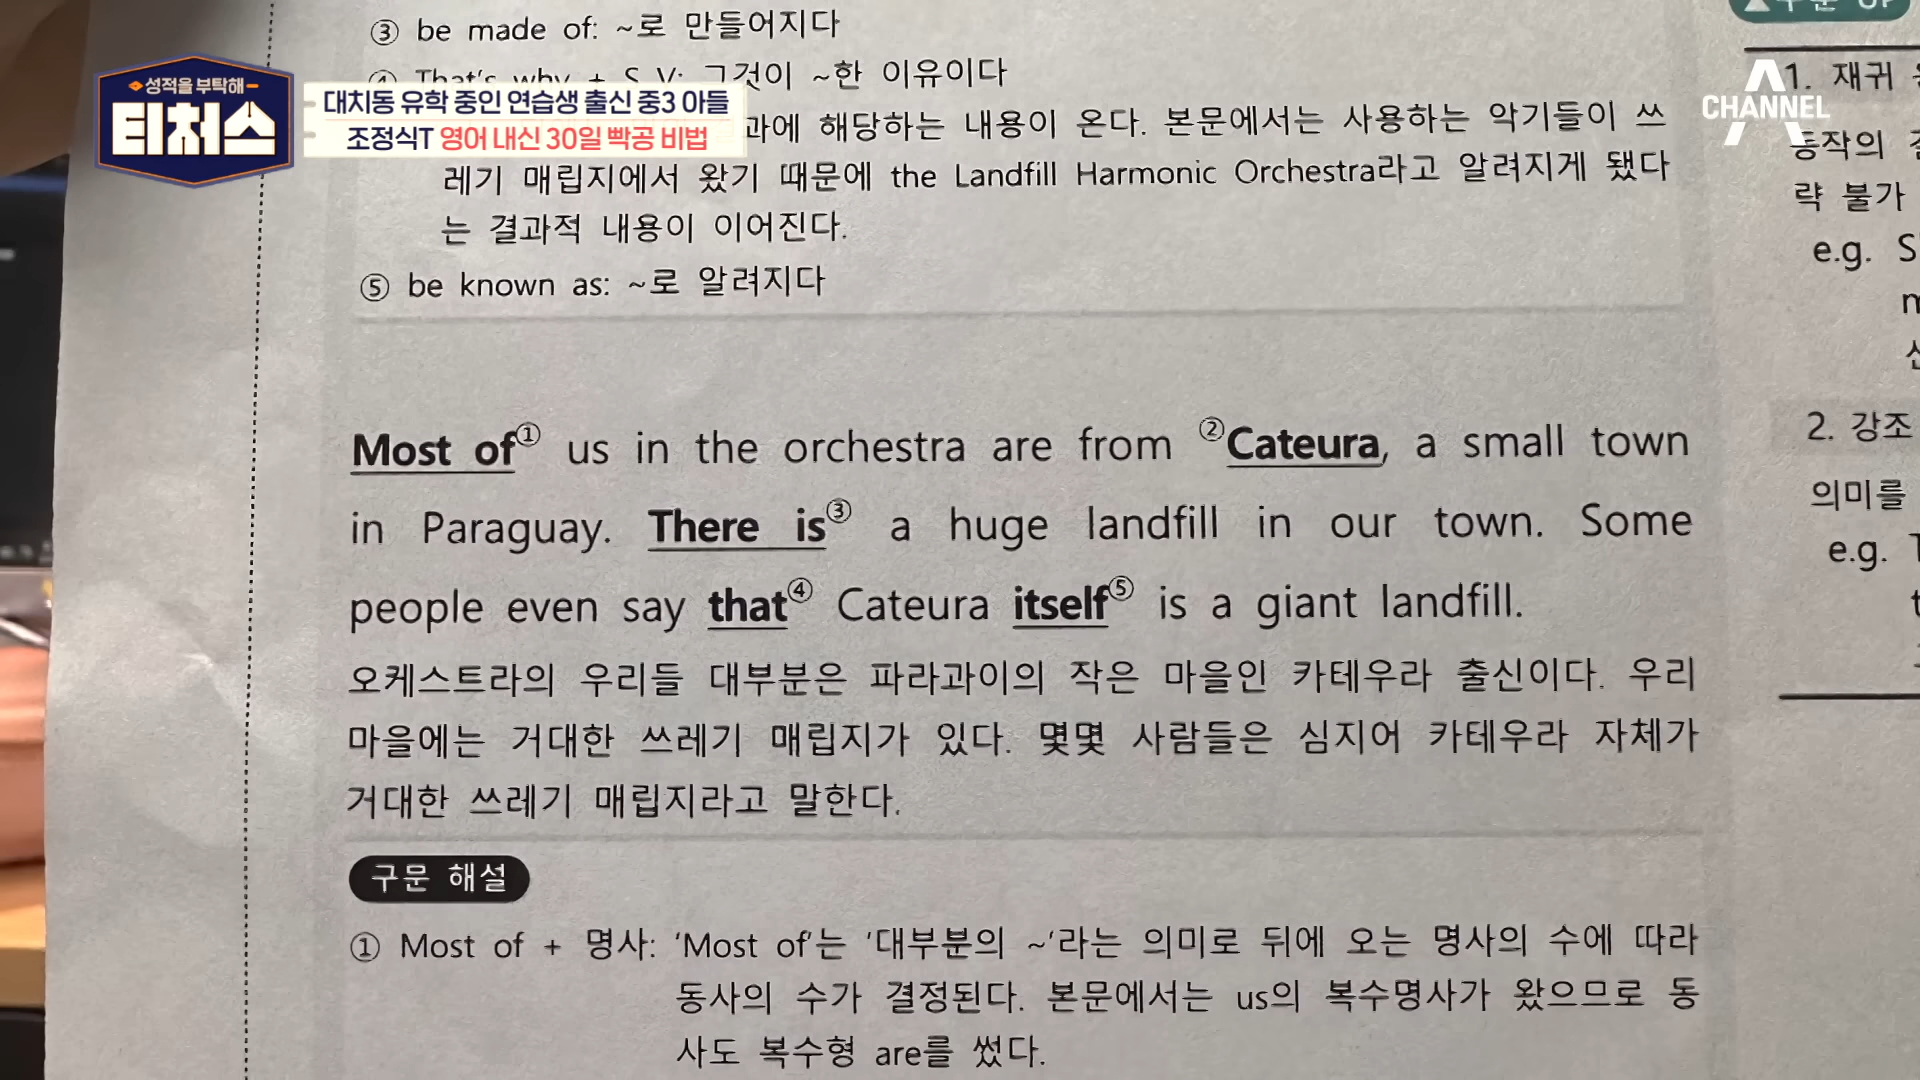 ③ be made of: ~로 만들어지다
④ That's why + S V: 그것이 ~한 이유이다
성적을 부탁해
티처스
대치동 유학 중인 연습생 출신 중3 아들
조정식T 영어 내신 30일 빡공 비법
과에 해당하는 내용이 온다. 본문에서는 사용하는 악기들이 쓰
레기 매립지에서 왔기 때문에 the Landfill Harmonic Orchestra라고 알려지게 됐다
는 결과적 내용이 이어진다.
⑤ be known as: ~로 알려지다
Most of① us in the orchestra are from ②Cateura, a small town
in Paraguay. There is③ a huge landfill in our town. Some
people even say that④ Cateura itself⑤ is a giant landfill.
오케스트라의 우리들 대부분은 파라과이의 작은 마을인 카테우라 출신이다. 우리
마을에는 거대한 쓰레기 매립지가 있다. 몇몇 사람들은 심지어 카테우라 자체가
거대한 쓰레기 매립지라고 말한다.
구문 해설
① Most of + 명사: 'Most of'는 '대부분의 ~'라는 의미로 뒤에 오는 명사의 수에 따라
동사의 수가 결정된다. 본문에서는 us의 복수명사가 왔으므로 동
사도 복수형 are를 썼다.
CHANNEL A
1. 재귀
동작의
략 불가
e.g. S
2. 강조
의미를
e.g. T